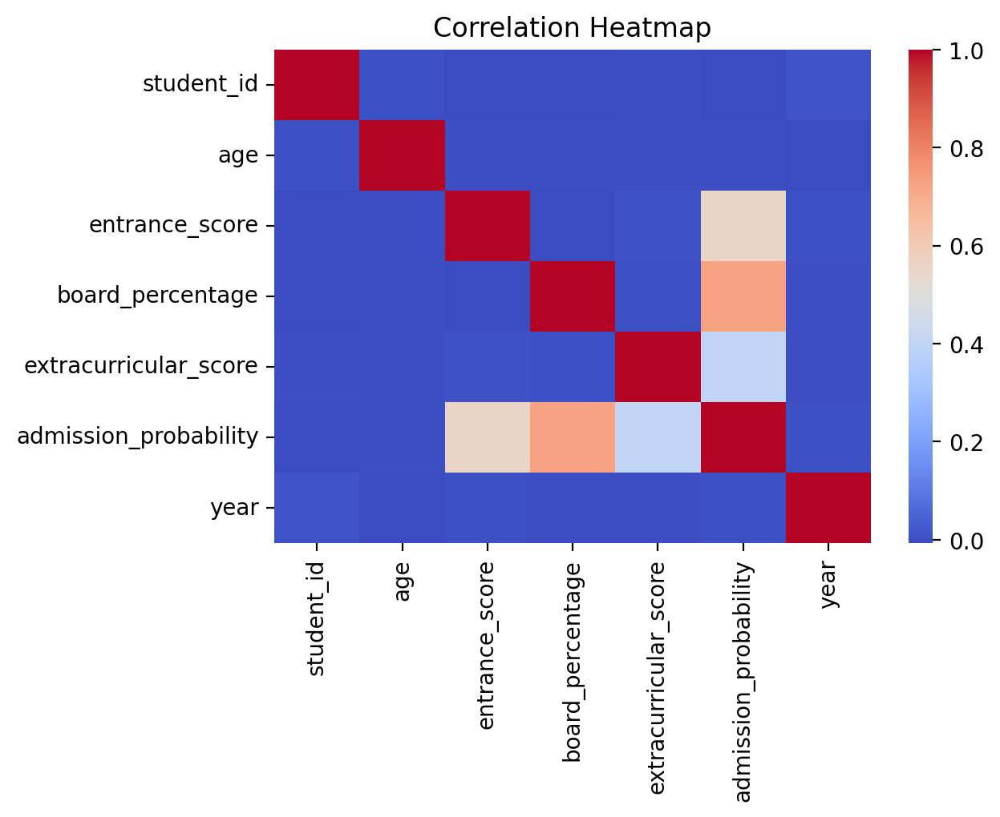 Correlation Heatmap
student_id
age
entrance_score
board_percentage
extracurricular_score
admission_probability
year
student_id
age
entrance_score
board_percentage
extracurricular_score
admission_probability
year
1.0
0.8
0.6
0.4
0.2
0.0